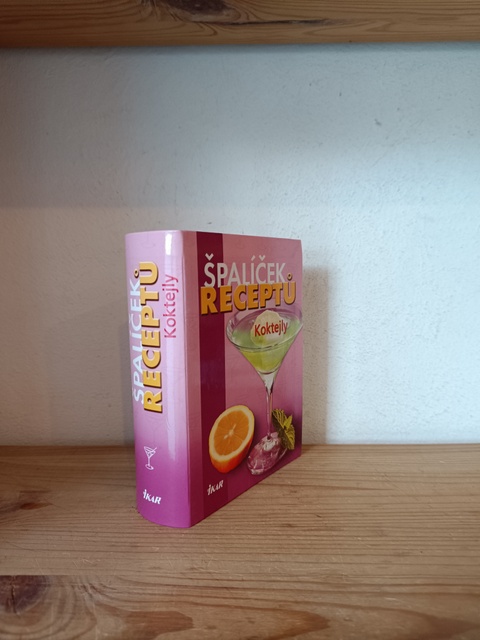 ŠPALÍČEK
RECEPTŮ
Koktejly
IKAR
ŠPALÍČEK
RECEPTŮ
Koktejly
IKAR